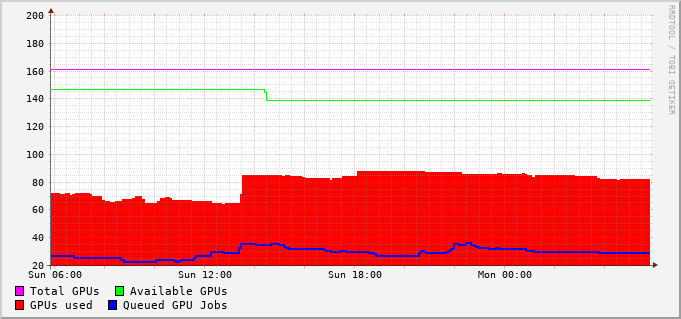 200
180
160
140
120
100
80
60
40
20
Sun 06:00 Sun 12:00 Sun 18:00 Mon 00:00
Total GPUs Available GPUs
GPUs used Queued GPU Jobs
RRDTOOL / TOBI OETIKER